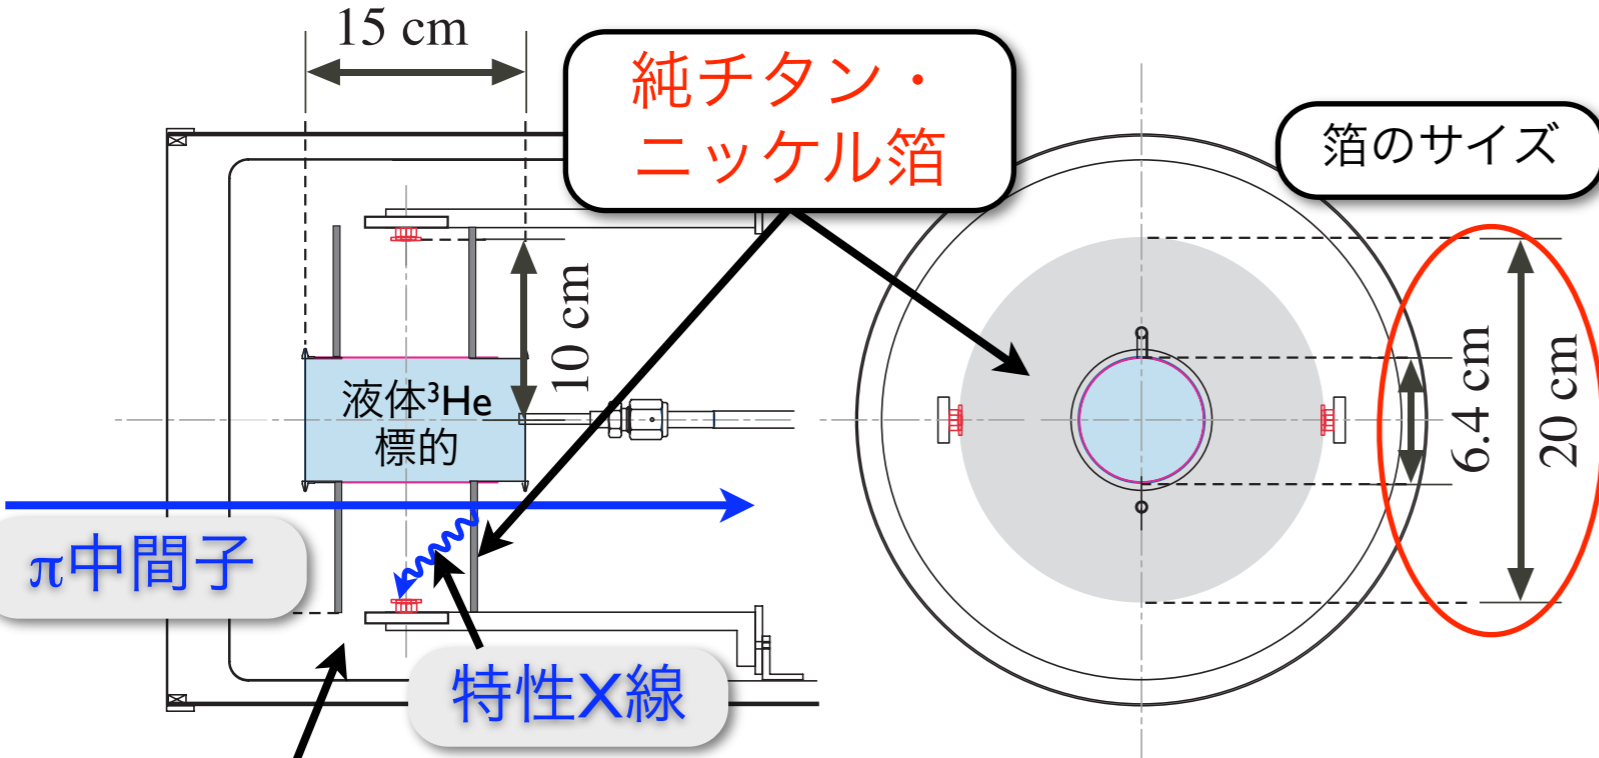 15 cm
純チタン・
ニッケル箔
箔のサイズ
10 cm
液体³He
標的
6.4 cm
20 cm
π中間子
特性X線